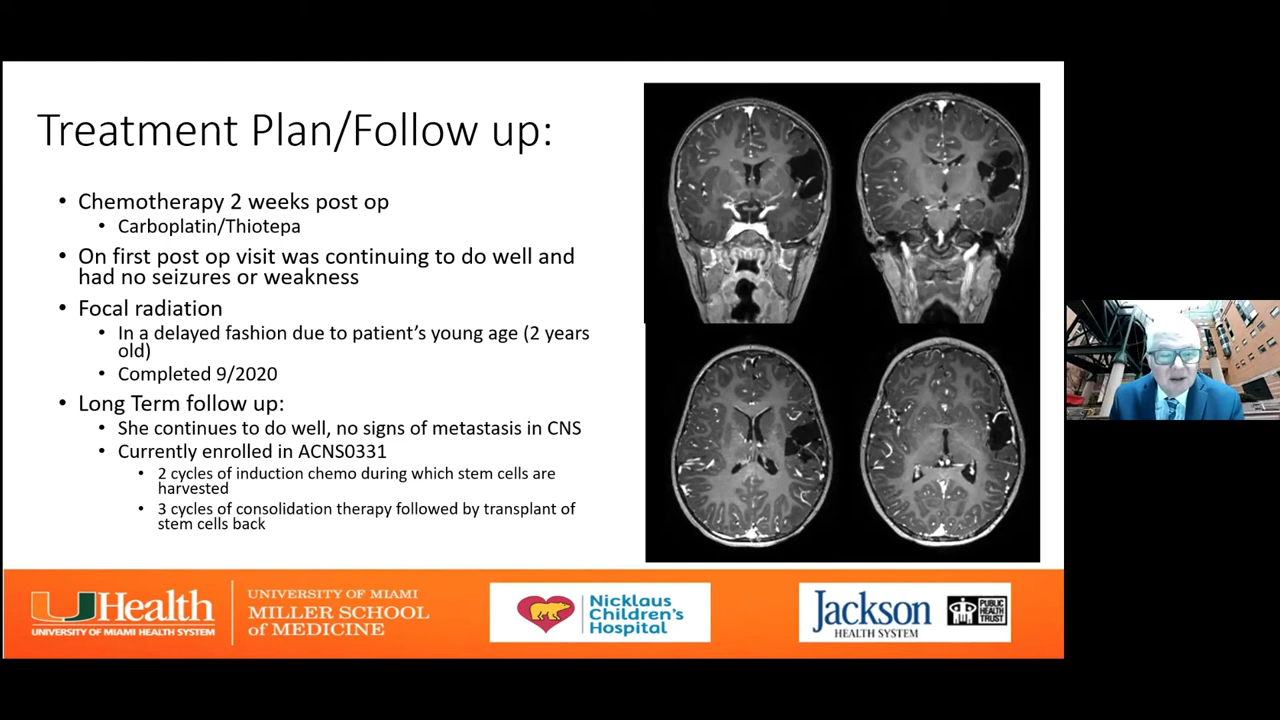 Treatment Plan/Follow up:
• Chemotherapy 2 weeks post op
• Carboplatin/Thiotepa
• On first post op visit was continuing to do well and
had no seizures or weakness
• Focal radiation
• In a delayed fashion due to patient's young age (2 years
old)
• Completed 9/2020
• Long Term follow up:
• She continues to do well, no signs of metastasis in CNS
• Currently enrolled in ACNS0331
• 2 cycles of induction chemo during which stem cells are
harvested
• 3 cycles of consolidation therapy followed by transplant of
stem cells back
UHealth
UNIVERSITY OF MIAMI HEALTH SYSTEM
UNIVERSITY OF MIAMI
MILLER SCHOOL
of MEDICINE
Nicklaus
Children's
Hospital
Jackson
HEALTH SYSTEM
PUBLIC
HEALTH
TRUST